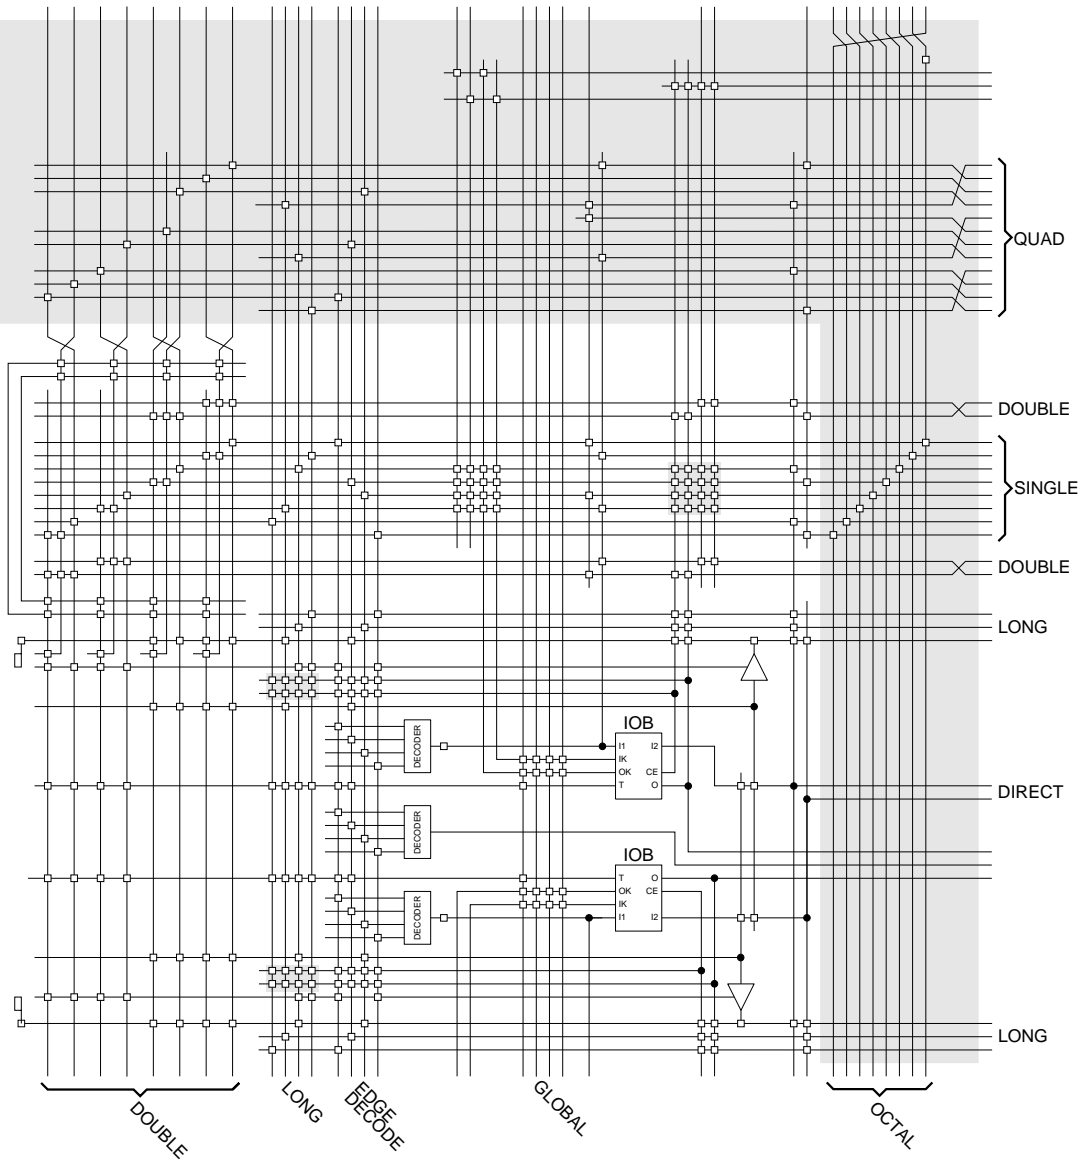 QUAD
DOUBLE
SINGLE
DOUBLE
LONG
IOB
DECODER
I1 I2
IK
OK CE
T O
DIRECT
DECODER
IOB
T O
DECODER
OK CE
IK
I1 I2
LONG
DOUBLE
LONG
EDGE
DECODE
GLOBAL
OCTAL